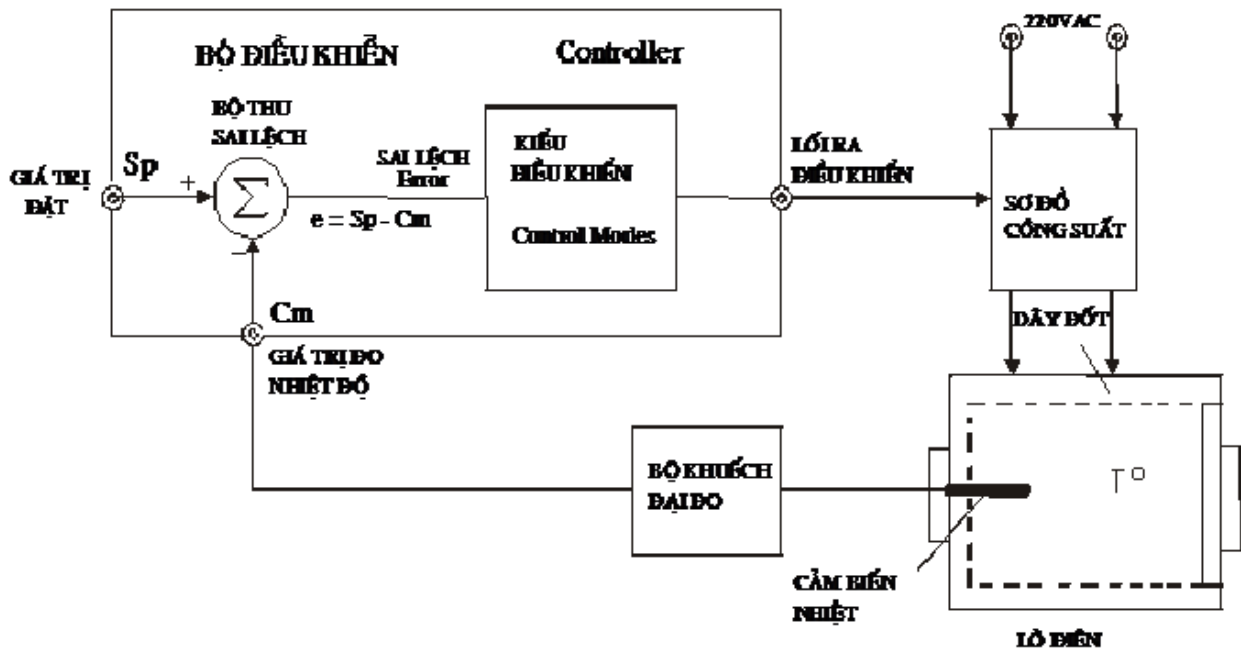 220VAC
BỘ ĐIỀU KHIỂN
Controller
BỘ THU
SAI LỆCH
GIÁ TRỊ
ĐẶT
Sp
+
Σ
SAI LỆCH
Error
e = Sp - Cm
KIỂU
ĐIỀU KHIỂN
Control Modes
LỐI RA
ĐIỀU KHIỂN
SƠ ĐỒ
CÔNG SUẤT
–
Cm
GIÁ TRỊ ĐO
NHIỆT ĐỘ
DÂY ĐỐT
BỘ KHUẾCH
ĐẠI ĐO
T°
CẢM BIẾN
NHIỆT
LÒ ĐIỆN